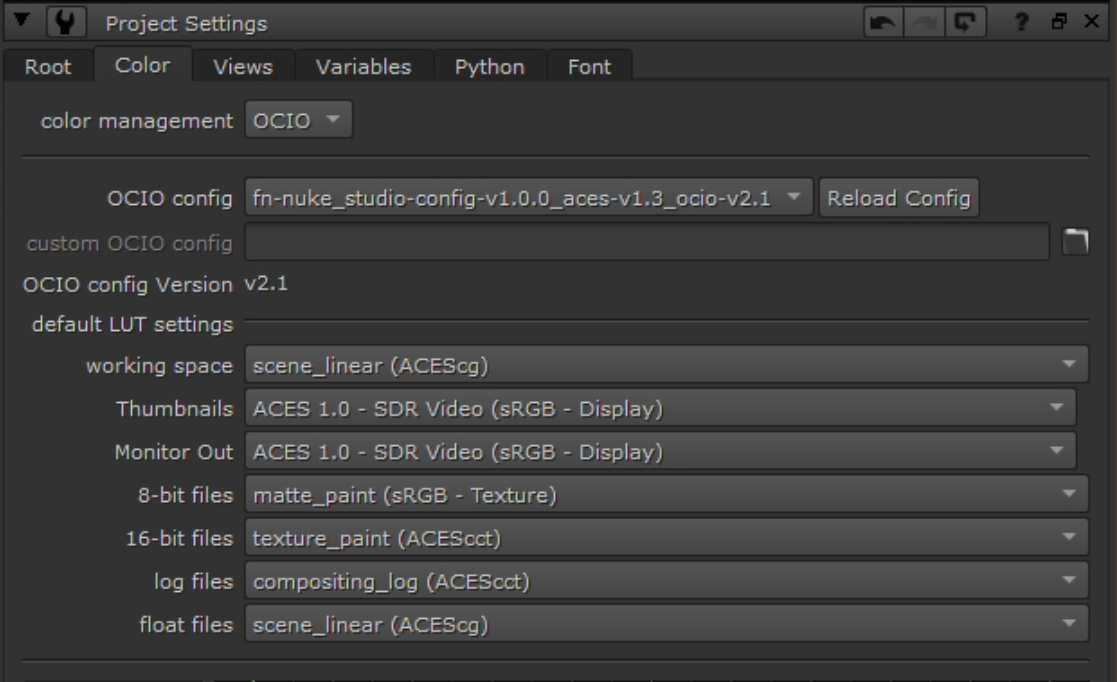 Project Settings ?
Root Color Views Variables Python Font
color management OCIO
OCIO config fn-nuke_studio-config-v1.0.0_aces-v1.3_ocio-v2.1 Reload Config
custom OCIO config
OCIO config Version v2.1
default LUT settings
working space scene_linear (ACEScg)
Thumbnails ACES 1.0 - SDR Video (sRGB - Display)
Monitor Out ACES 1.0 - SDR Video (sRGB - Display)
8-bit files matte_paint (sRGB - Texture)
16-bit files texture_paint (ACEScct)
log files compositing_log (ACEScct)
float files scene_linear (ACEScg)